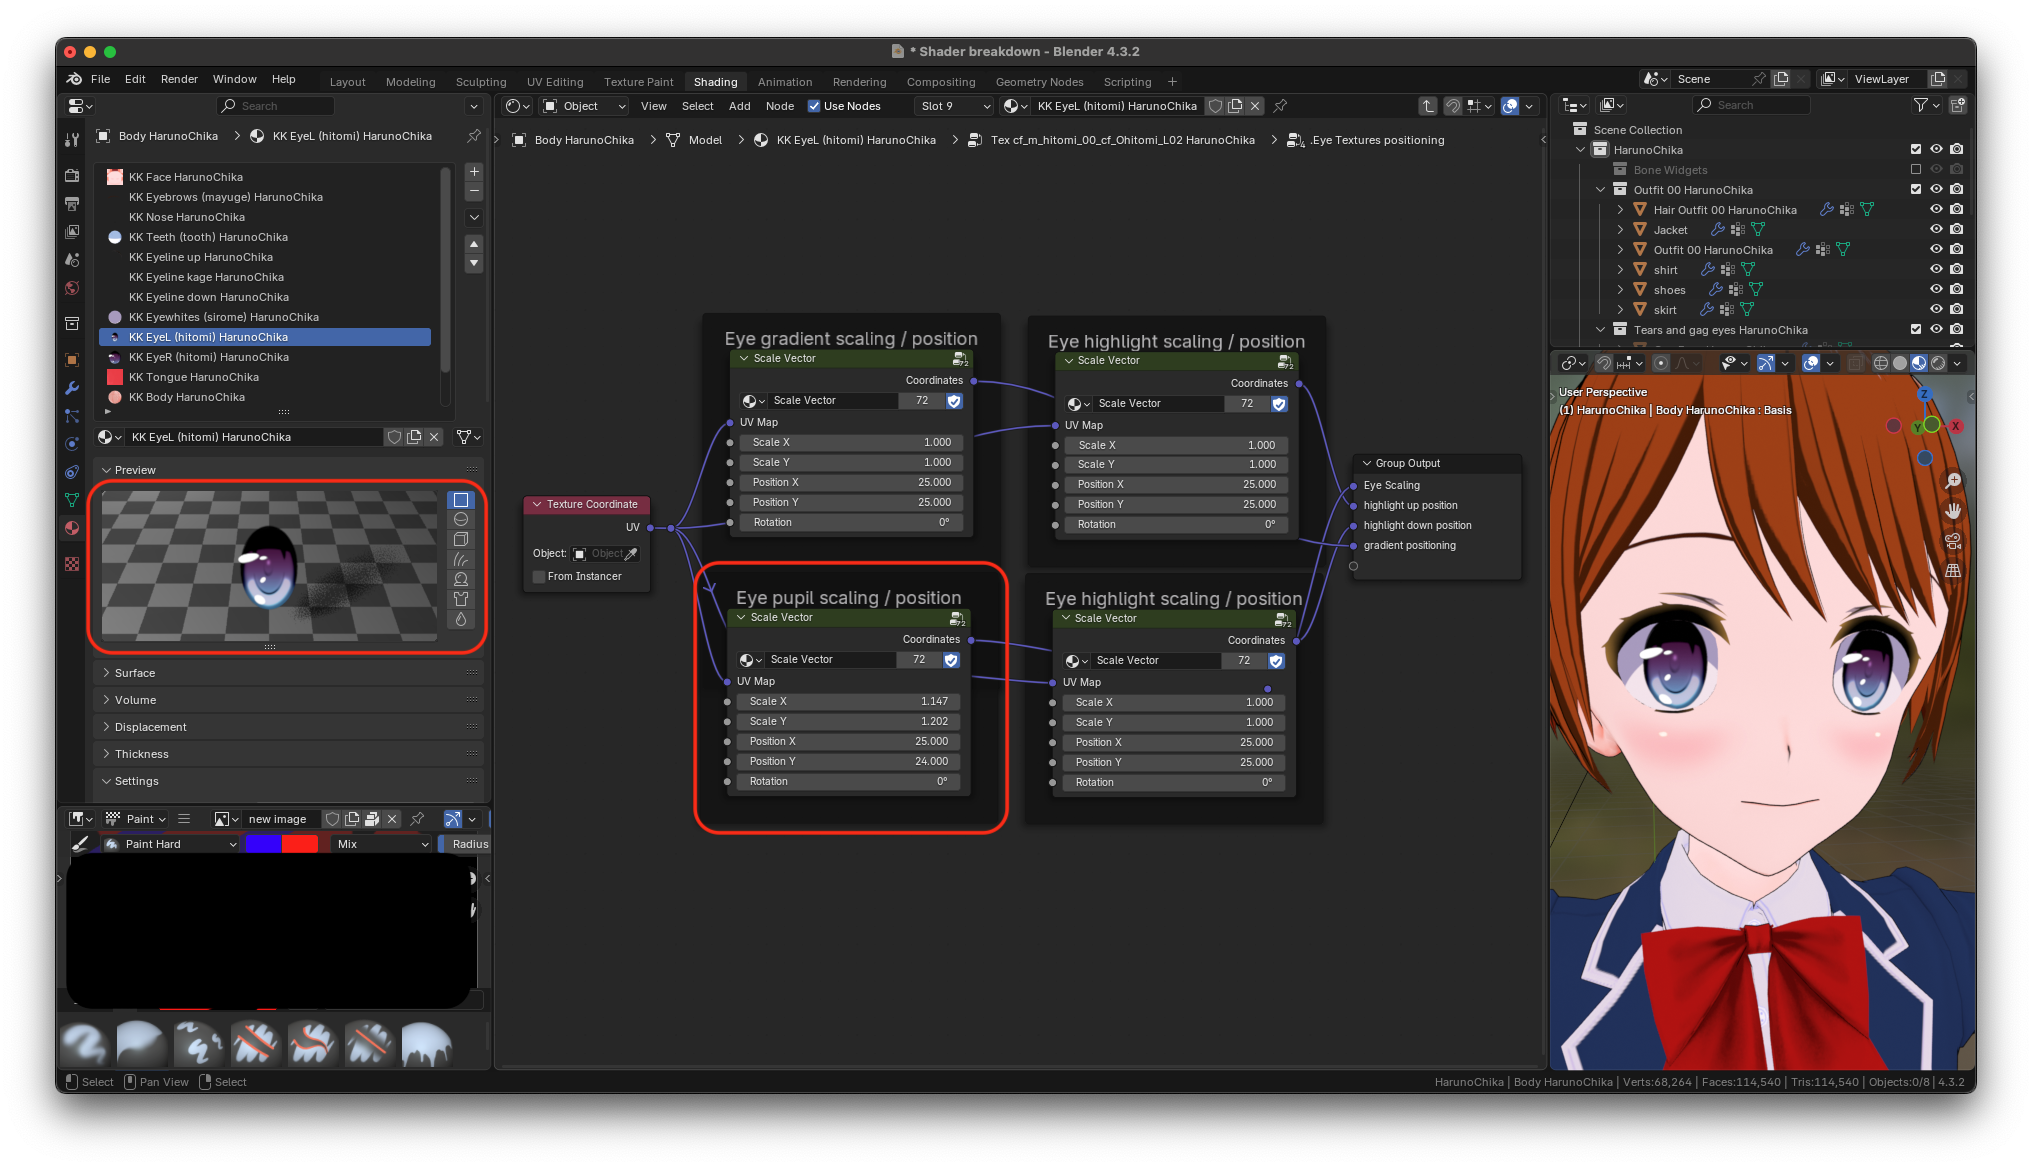 * Shader breakdown - Blender 4.3.2
File Edit Render Window Help
Layout Modeling Sculpting UV Editing Texture Paint Shading Animation Rendering Compositing Geometry Nodes Scripting +
Scene
ViewLayer
Search
Object View Select Add Node Use Nodes
Slot 9
KK EyeL (hitomi) HarunoChika
Search
Body HarunoChika > KK EyeL (hitomi) HarunoChika
Body HarunoChika > Model > KK EyeL (hitomi) HarunoChika > Tex cf_m_hitomi_00_cf_Ohitomi_L02 HarunoChika > .Eye Textures positioning
KK Face HarunoChika
KK Eyebrows (mayuge) HarunoChika
KK Nose HarunoChika
KK Teeth (tooth) HarunoChika
KK Eyeline up HarunoChika
KK Eyeline kage HarunoChika
KK Eyeline down HarunoChika
KK Eyewhites (sirome) HarunoChika
KK EyeL (hitomi) HarunoChika
KK EyeR (hitomi) HarunoChika
KK Tongue HarunoChika
KK Body HarunoChika
KK EyeL (hitomi) HarunoChika
Preview
Surface
Volume
Displacement
Thickness
Settings
Paint
new image
Paint Hard
Mix
Radius
Texture Coordinate
UV
Object:
Object
From Instancer
Eye gradient scaling / position
Scale Vector
72
Coordinates
Scale Vector 72
UV Map
Scale X 1.000
Scale Y 1.000
Position X 25.000
Position Y 25.000
Rotation 0°
Eye highlight scaling / position
Scale Vector
72
Coordinates
Scale Vector 72
UV Map
Scale X 1.000
Scale Y 1.000
Position X 25.000
Position Y 25.000
Rotation 0°
Eye pupil scaling / position
Scale Vector
72
Coordinates
Scale Vector 72
UV Map
Scale X 1.147
Scale Y 1.202
Position X 25.000
Position Y 24.000
Rotation 0°
Eye highlight scaling / position
Scale Vector
72
Coordinates
Scale Vector 72
UV Map
Scale X 1.000
Scale Y 1.000
Position X 25.000
Position Y 25.000
Rotation 0°
Group Output
Eye Scaling
highlight up position
highlight down position
gradient positioning
Scene Collection
HarunoChika
Bone Widgets
Outfit 00 HarunoChika
Hair Outfit 00 HarunoChika
Jacket
Outfit 00 HarunoChika
shirt
shoes
skirt
Tears and gag eyes HarunoChika
User Perspective
(1) HarunoChika | Body HarunoChika : Basis
Z
Y
X
Select Pan View Select
HarunoChika | Body HarunoChika | Verts:68,264 | Faces:114,540 | Tris:114,540 | Objects:0/8 | 4.3.2